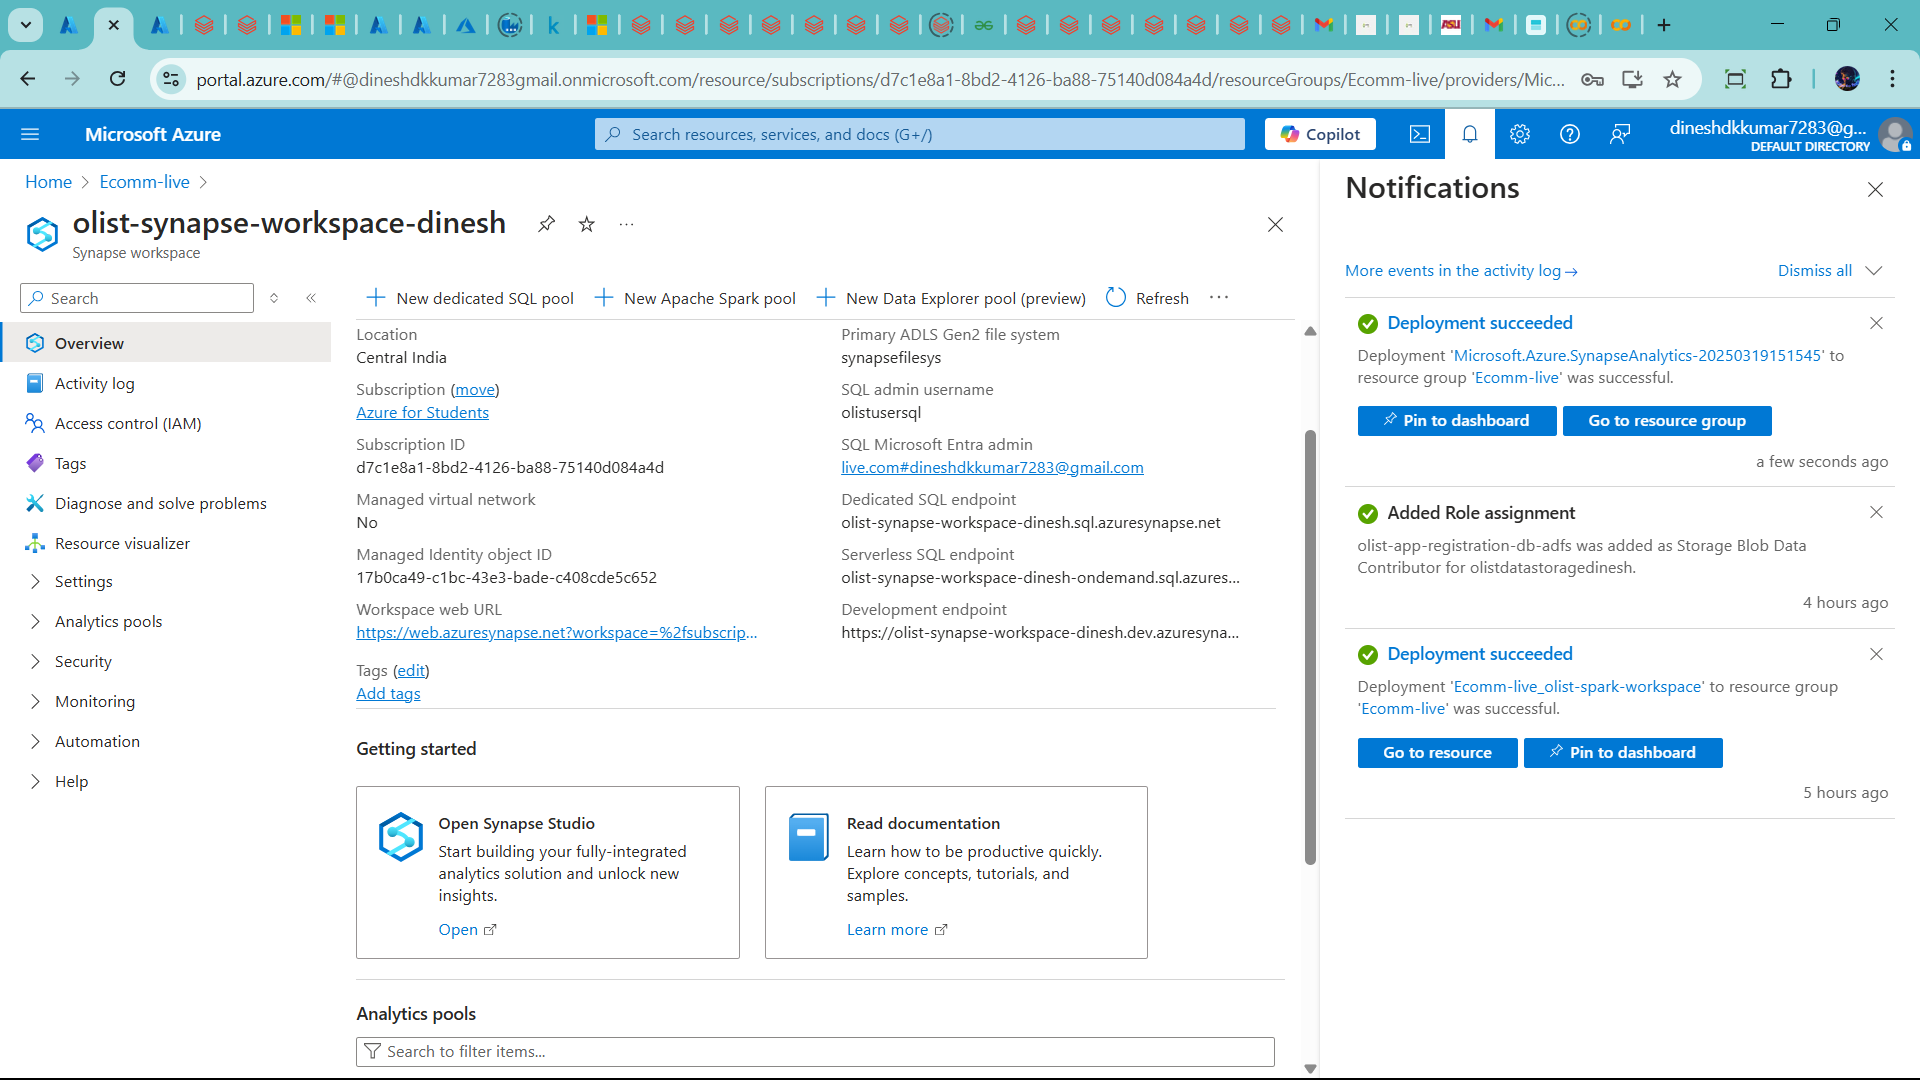 portal.azure.com/#@dineshdkkumar7283gmail.onmicrosoft.com/resource/subscriptions/d7c1e8a1-8bd2-4126-ba88-75140d084a4d/resourceGroups/Ecomm-live/providers/Mic...
Microsoft Azure
Search resources, services, and docs (G+/)
Copilot
dineshdkkumar7283@g...
DEFAULT DIRECTORY
Home
Ecomm-live
olist-synapse-workspace-dinesh
Synapse workspace
Search
Overview
Activity log
Access control (IAM)
Tags
Diagnose and solve problems
Resource visualizer
Settings
Analytics pools
Security
Monitoring
Automation
Help
New dedicated SQL pool
New Apache Spark pool
New Data Explorer pool (preview)
Refresh
Location
Central India
Subscription (move)
Azure for Students
Subscription ID
d7c1e8a1-8bd2-4126-ba88-75140d084a4d
Managed virtual network
No
Managed Identity object ID
17b0ca49-c1bc-43e3-bade-c408cde5c652
Workspace web URL
https://web.azuresynapse.net?workspace=%2fsubscrip...
Tags (edit)
Add tags
Primary ADLS Gen2 file system
synapsefilesys
SQL admin username
olistusersql
SQL Microsoft Entra admin
live.com#dineshdkkumar7283@gmail.com
Dedicated SQL endpoint
olist-synapse-workspace-dinesh.sql.azuresynapse.net
Serverless SQL endpoint
olist-synapse-workspace-dinesh-ondemand.sql.azures...
Development endpoint
https://olist-synapse-workspace-dinesh.dev.azuresyna...
Getting started
Open Synapse Studio
Start building your fully-integrated
analytics solution and unlock new
insights.
Open
Read documentation
Learn how to be productive quickly.
Explore concepts, tutorials, and
samples.
Learn more
Analytics pools
Search to filter items...
Notifications
More events in the activity log →
Dismiss all
Deployment succeeded
Deployment 'Microsoft.Azure.SynapseAnalytics-20250319151545' to
resource group 'Ecomm-live' was successful.
Pin to dashboard
Go to resource group
a few seconds ago
Added Role assignment
olist-app-registration-db-adfs was added as Storage Blob Data
Contributor for olistdatastoragedinesh.
4 hours ago
Deployment succeeded
Deployment 'Ecomm-live_olist-spark-workspace' to resource group
'Ecomm-live' was successful.
Go to resource
Pin to dashboard
5 hours ago